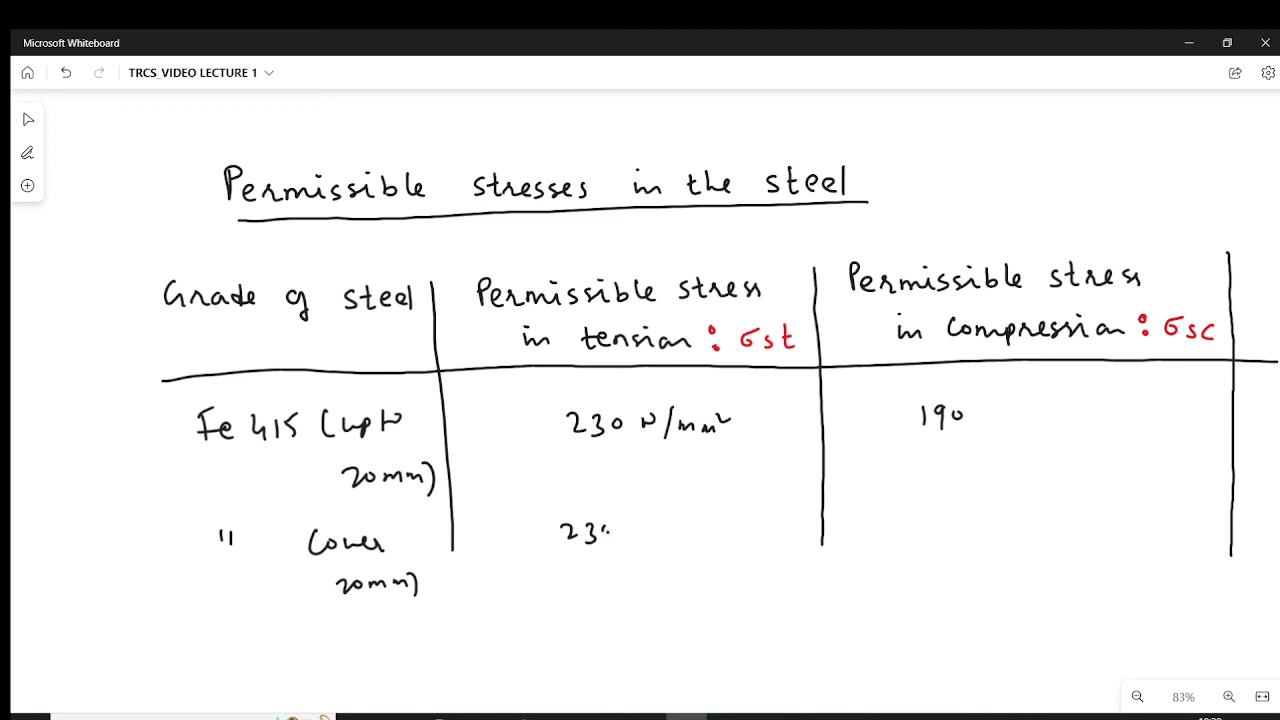 Microsoft Whiteboard
TRCS_VIDEO LECTURE 1
Permissible stresses in the steel
Grade of steel
Permissible stress
in tension : σst
Permissible stress
in compression : σsc
Fe 415 (upto
20mm)
230 N/mm²
190
" (over
20mm)
23
83%